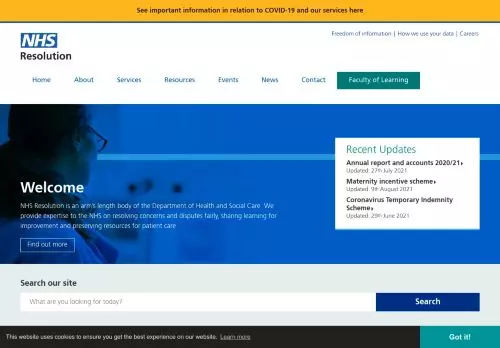 See important information in relation to COVID-19 and our services here
Freedom of information | How we use your data | Careers
NHS
Resolution
Home About Services Resources Events News Contact Faculty of Learning
Recent Updates
Annual report and accounts 2020/21
Updated: 27th July 2021
Maternity incentive scheme
Updated: 9th August 2021
Coronavirus Temporary Indemnity
Scheme
Updated: 29th June 2021
Welcome
NHS Resolution is an arm's length body of the Department of Health and Social Care. We
provide expertise to the NHS on resolving concerns and disputes fairly, sharing learning for
improvement and preserving resources for patient care.
Find out more
Search our site
What are you looking for today?
Search
This website uses cookies to ensure you get the best experience on our website. Learn more
Got it!